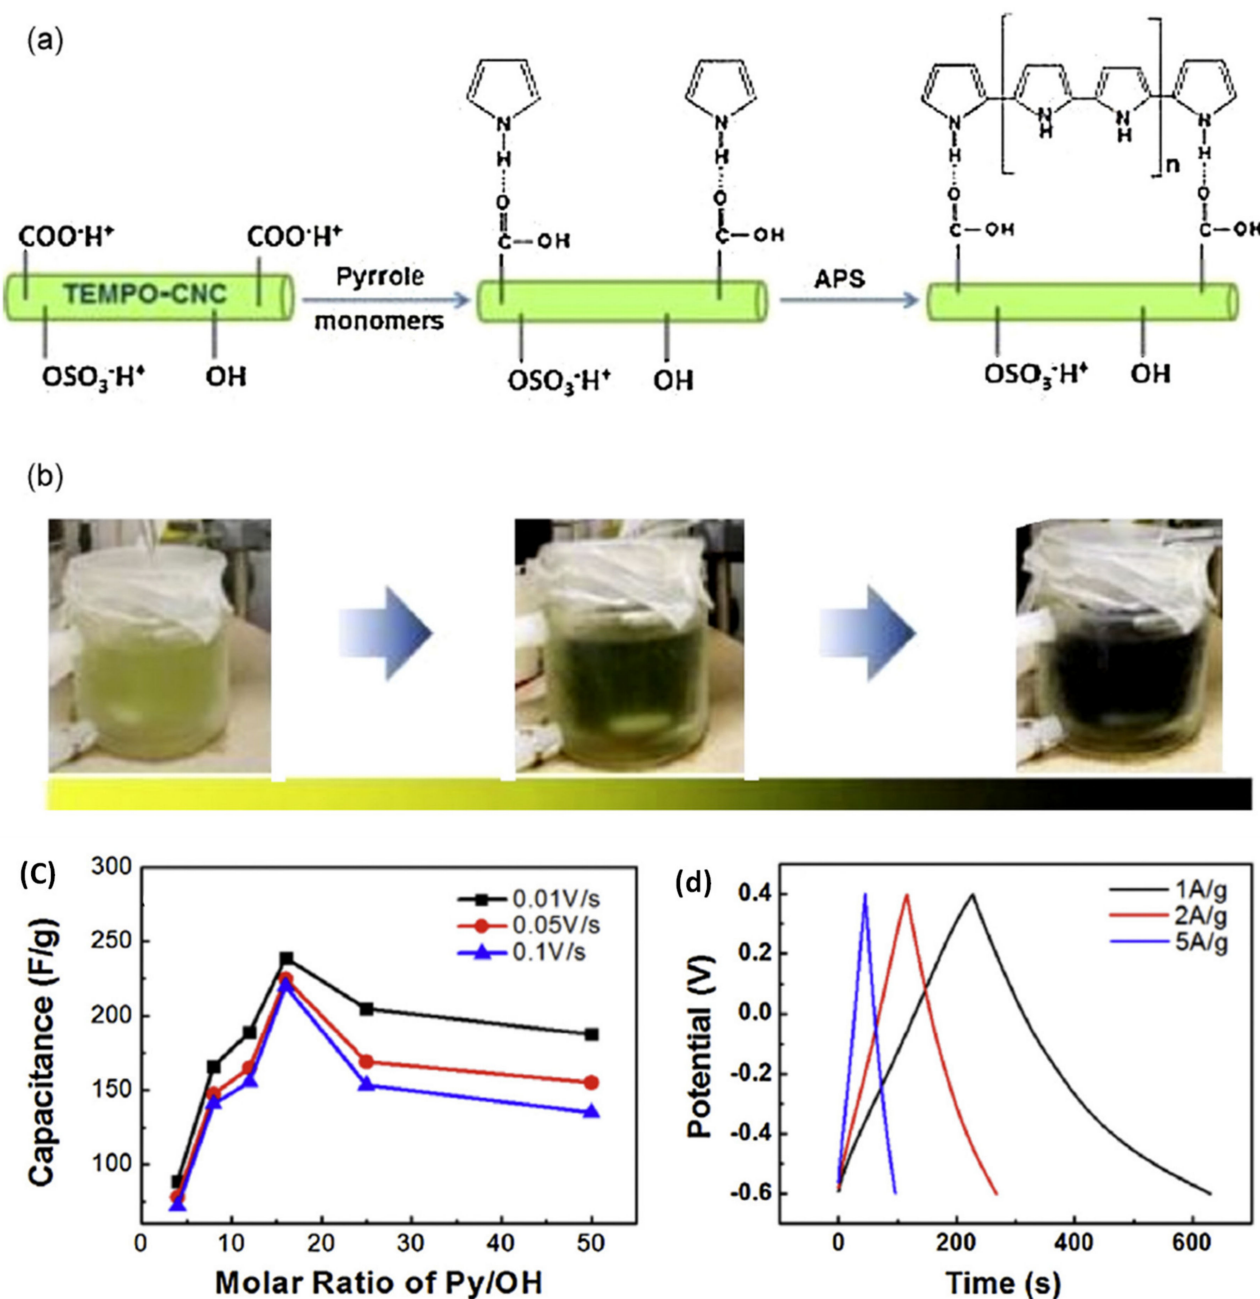 (a)
N
H
O
C–OH
N
H
O
C–OH
N
H
N
H
N
H
N
H
n
O
C–OH
O
C–OH
COO⁻H⁺
COO⁻H⁺
TEMPO-CNC
OSO₃⁻H⁺
OH
Pyrrole
monomers
OSO₃⁻H⁺
OH
APS
OSO₃⁻H⁺
OH
(b)
(C)
300
250
200
150
100
Capacitance (F/g)
0.01V/s
0.05V/s
0.1V/s
0 10 20 30 40 50
Molar Ratio of Py/OH
(d)
0.4
0.2
0.0
-0.2
-0.4
-0.6
Potential (V)
1A/g
2A/g
5A/g
0 200 400 600
Time (s)